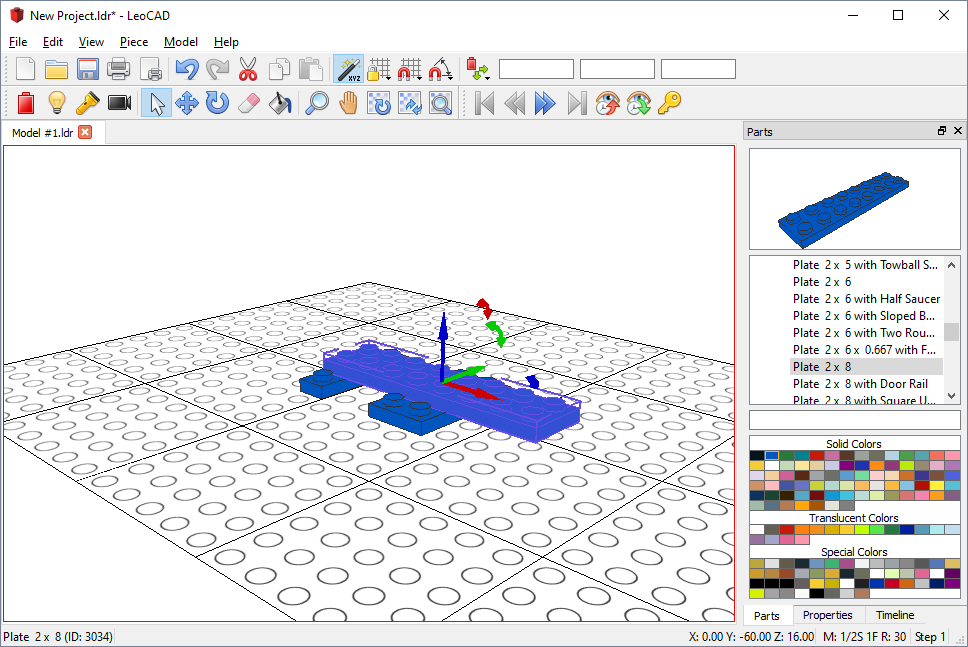 New Project.ldr* - LeoCAD
File Edit View Piece Model Help
XYZ
Model #1.ldr
Parts
Plate 2 x 5 with Towball S...
Plate 2 x 6
Plate 2 x 6 with Half Saucer
Plate 2 x 6 with Sloped B...
Plate 2 x 6 with Two Rou...
Plate 2 x 6 x 0.667 with F...
Plate 2 x 8
Plate 2 x 8 with Door Rail
Plate 2 x 8 with Square U...
Solid Colors
Translucent Colors
Special Colors
Parts Properties Timeline
Plate 2 x 8 (ID: 3034) X: 0.00 Y: -60.00 Z: 16.00 M: 1/2S 1F R: 30 Step 1